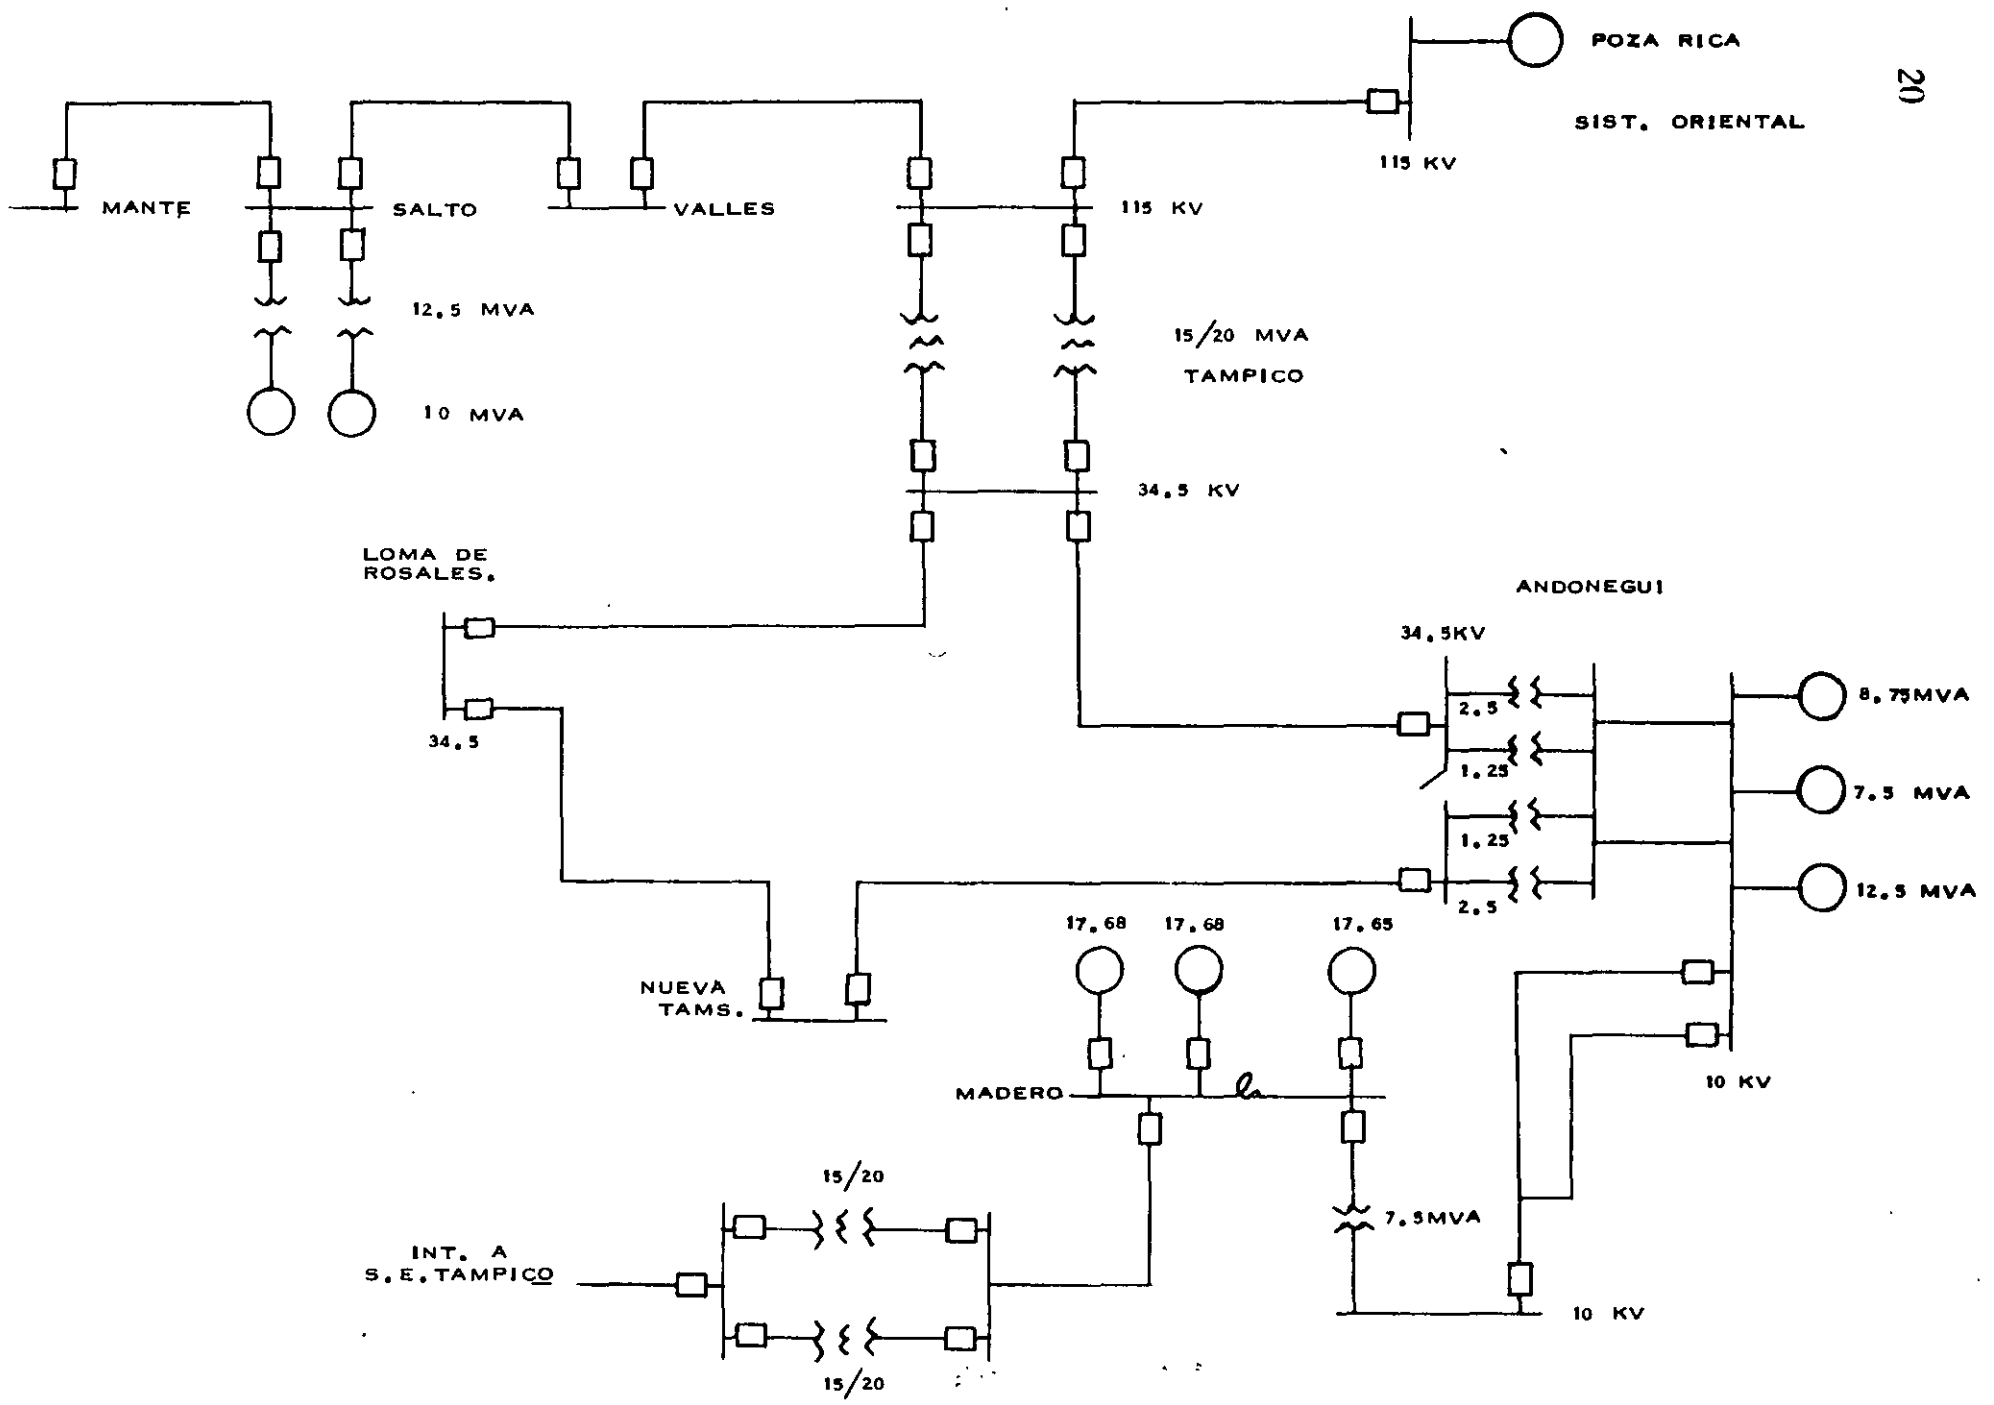 20
POZA RICA
SIST. ORIENTAL
115 KV
MANTE
SALTO
VALLES
115 KV
12.5 MVA
15/20 MVA
TAMPICO
10 MVA
34.5 KV
LOMA DE
ROSALES.
ANDONEGUI
34.5KV
2.5
8.75MVA
34.5
1.25
7.5 MVA
1.25
2.5
12.5 MVA
17.68
17.68
17.65
NUEVA
TAMS.
MADERO
10 KV
15/20
7.5MVA
INT. A
S.E.TAMPICO
10 KV
15/20